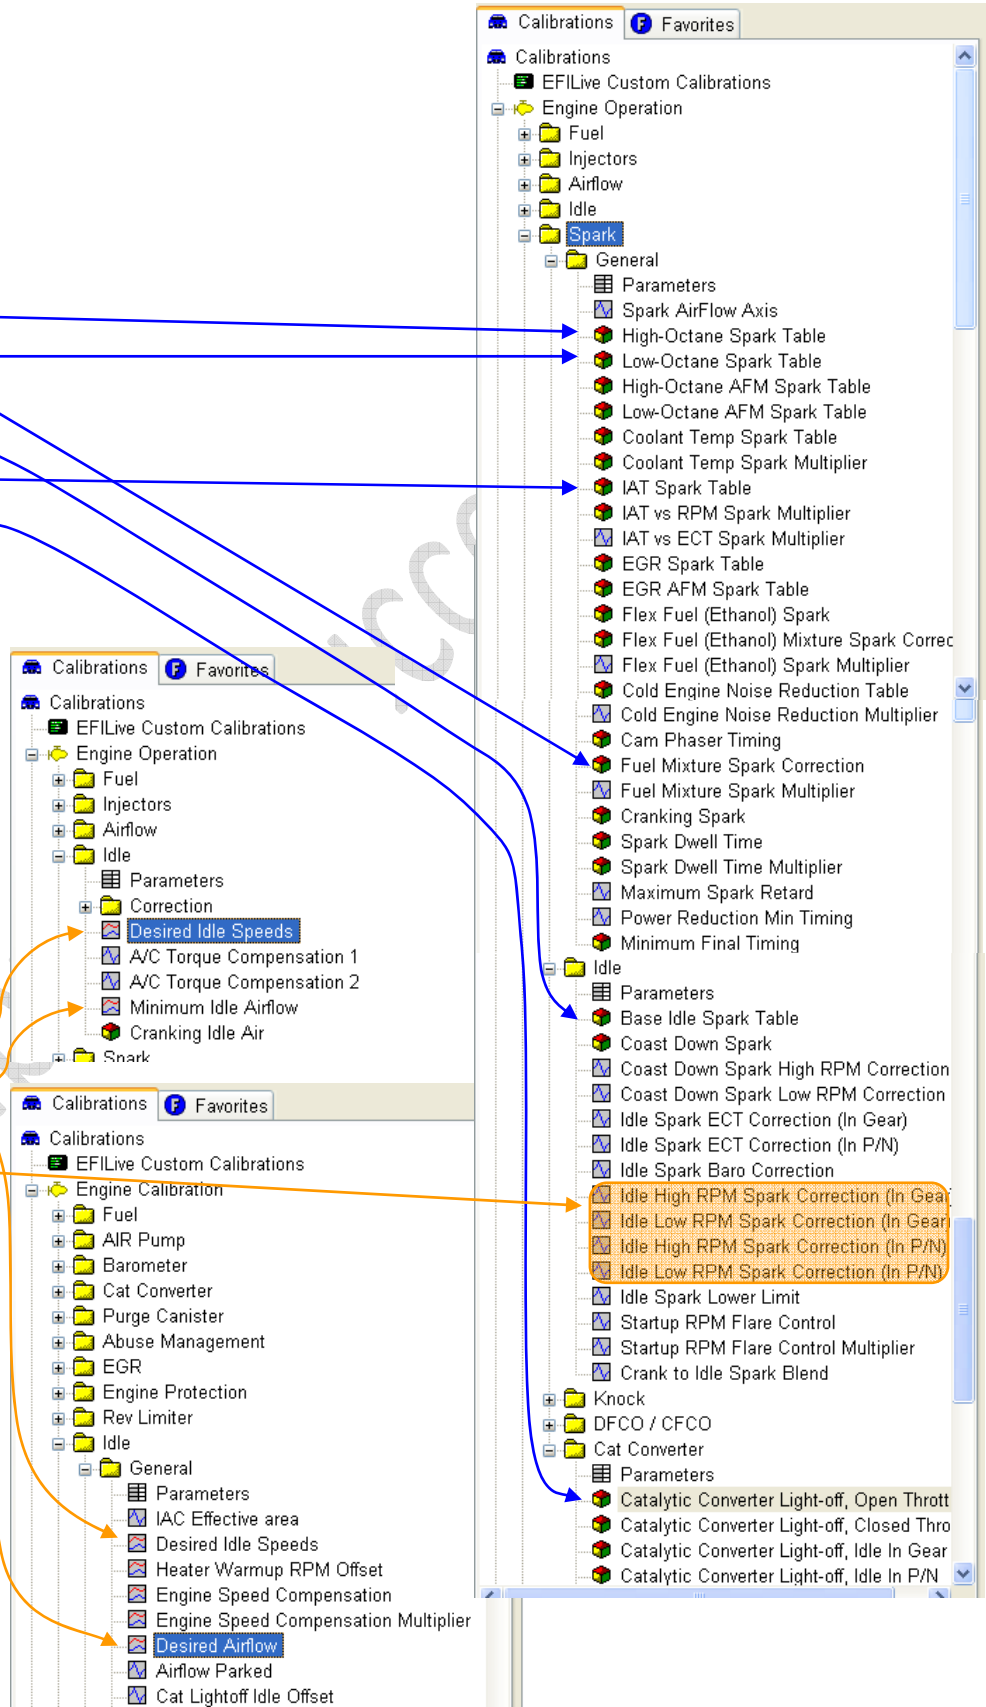 Calibrations
Favorites
Calibrations
EFILive Custom Calibrations
Engine Operation
Fuel
Injectors
Airflow
Idle
Spark
General
Parameters
Spark AirFlow Axis
High-Octane Spark Table
Low-Octane Spark Table
High-Octane AFM Spark Table
Low-Octane AFM Spark Table
Coolant Temp Spark Table
Coolant Temp Spark Multiplier
IAT Spark Table
IAT vs RPM Spark Multiplier
IAT vs ECT Spark Multiplier
EGR Spark Table
EGR AFM Spark Table
Flex Fuel (Ethanol) Spark
Flex Fuel (Ethanol) Mixture Spark Correc
Flex Fuel (Ethanol) Spark Multiplier
Cold Engine Noise Reduction Table
Cold Engine Noise Reduction Multiplier
Cam Phaser Timing
Fuel Mixture Spark Correction
Fuel Mixture Spark Multiplier
Cranking Spark
Spark Dwell Time
Spark Dwell Time Multiplier
Maximum Spark Retard
Power Reduction Min Timing
Minimum Final Timing
Idle
Parameters
Base Idle Spark Table
Coast Down Spark
Coast Down Spark High RPM Correction
Coast Down Spark Low RPM Correction
Idle Spark ECT Correction (In Gear)
Idle Spark ECT Correction (In P/N)
Idle Spark Baro Correction
Idle High RPM Spark Correction (In Gear
Idle Low RPM Spark Correction (In Gear)
Idle High RPM Spark Correction (In P/N)
Idle Low RPM Spark Correction (In P/N)
Idle Spark Lower Limit
Startup RPM Flare Control
Startup RPM Flare Control Multiplier
Crank to Idle Spark Blend
Knock
DFCO / CFCO
Cat Converter
Parameters
Catalytic Converter Light-off, Open Thrott
Catalytic Converter Light-off, Closed Thro
Catalytic Converter Light-off, Idle In Gear
Catalytic Converter Light-off, Idle In P/N
Calibrations
Favorites
Calibrations
EFILive Custom Calibrations
Engine Operation
Fuel
Injectors
Airflow
Idle
Parameters
Correction
Desired Idle Speeds
A/C Torque Compensation 1
A/C Torque Compensation 2
Minimum Idle Airflow
Cranking Idle Air
Spark
Calibrations
Favorites
Calibrations
EFILive Custom Calibrations
Engine Calibration
Fuel
AIR Pump
Barometer
Cat Converter
Purge Canister
Abuse Management
EGR
Engine Protection
Rev Limiter
Idle
General
Parameters
IAC Effective area
Desired Idle Speeds
Heater Warmup RPM Offset
Engine Speed Compensation
Engine Speed Compensation Multiplier
Desired Airflow
Airflow Parked
Cat Lightoff Idle Offset